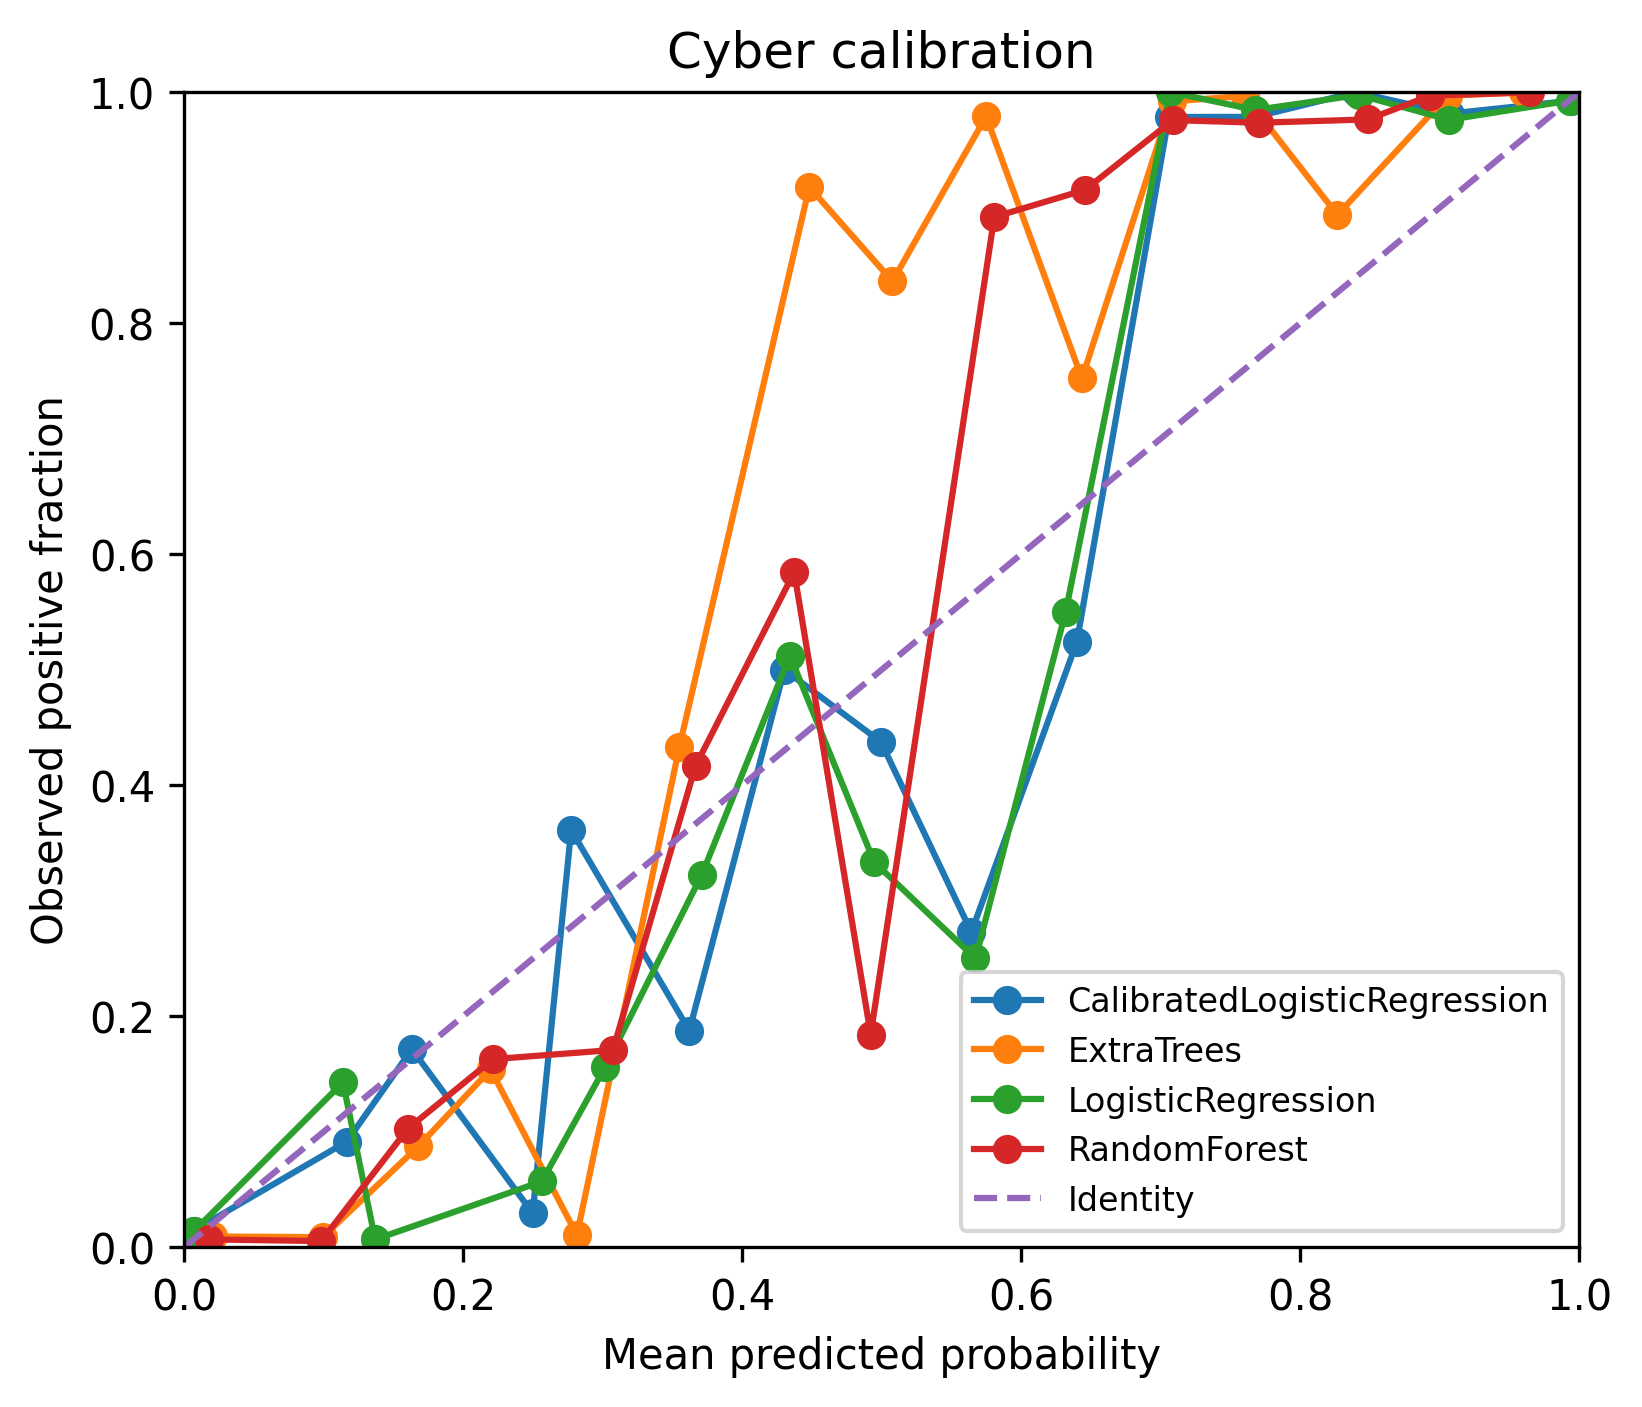 Cyber calibration
1.0
0.8
0.6
0.4
0.2
0.0
Observed positive fraction
CalibratedLogisticRegression
ExtraTrees
LogisticRegression
RandomForest
Identity
0.0 0.2 0.4 0.6 0.8 1.0
Mean predicted probability